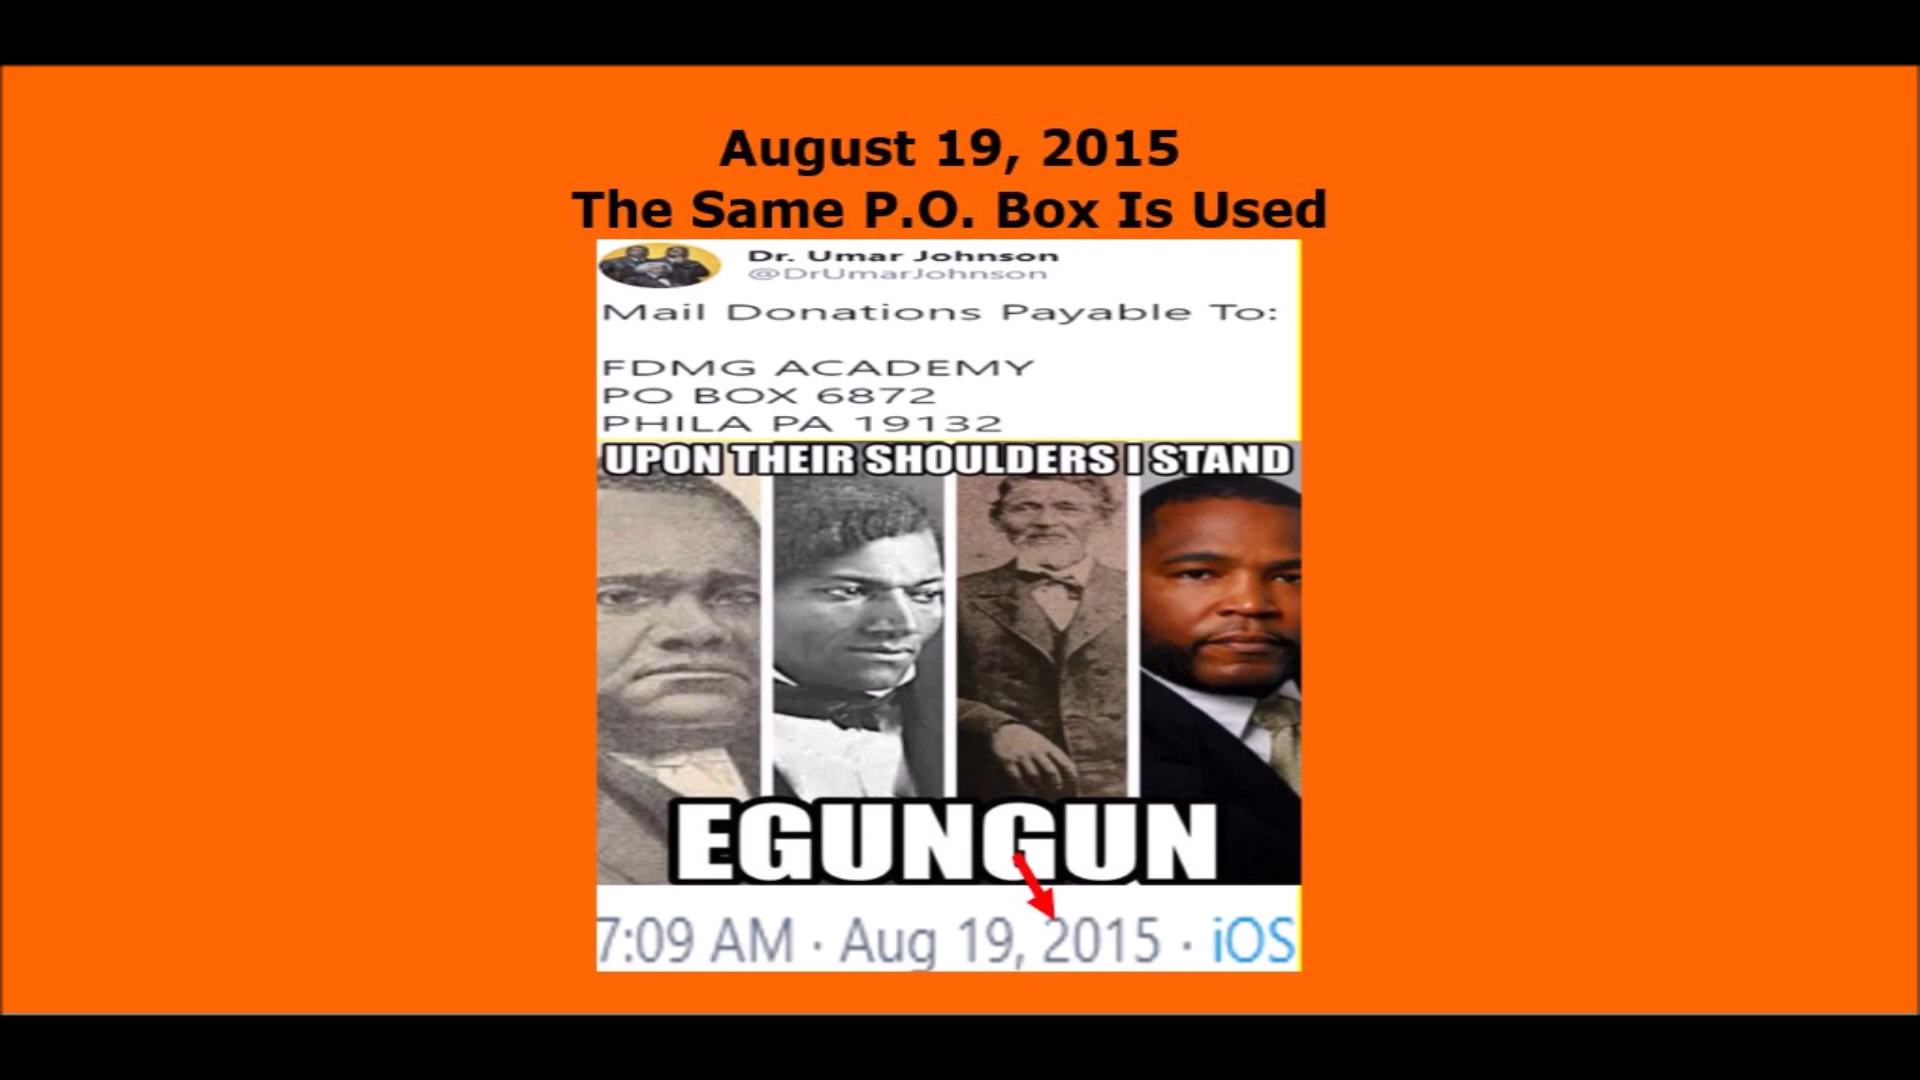 August 19, 2015
The Same P.O. Box Is Used
Dr. Umar Johnson
@DrUmarJohnson
Mail Donations Payable To:
FDMG ACADEMY
PO BOX 6872
PHILA PA 19132
UPON THEIR SHOULDERS I STAND
EGUNGUN
7:09 AM · Aug 19, 2015 · iOS